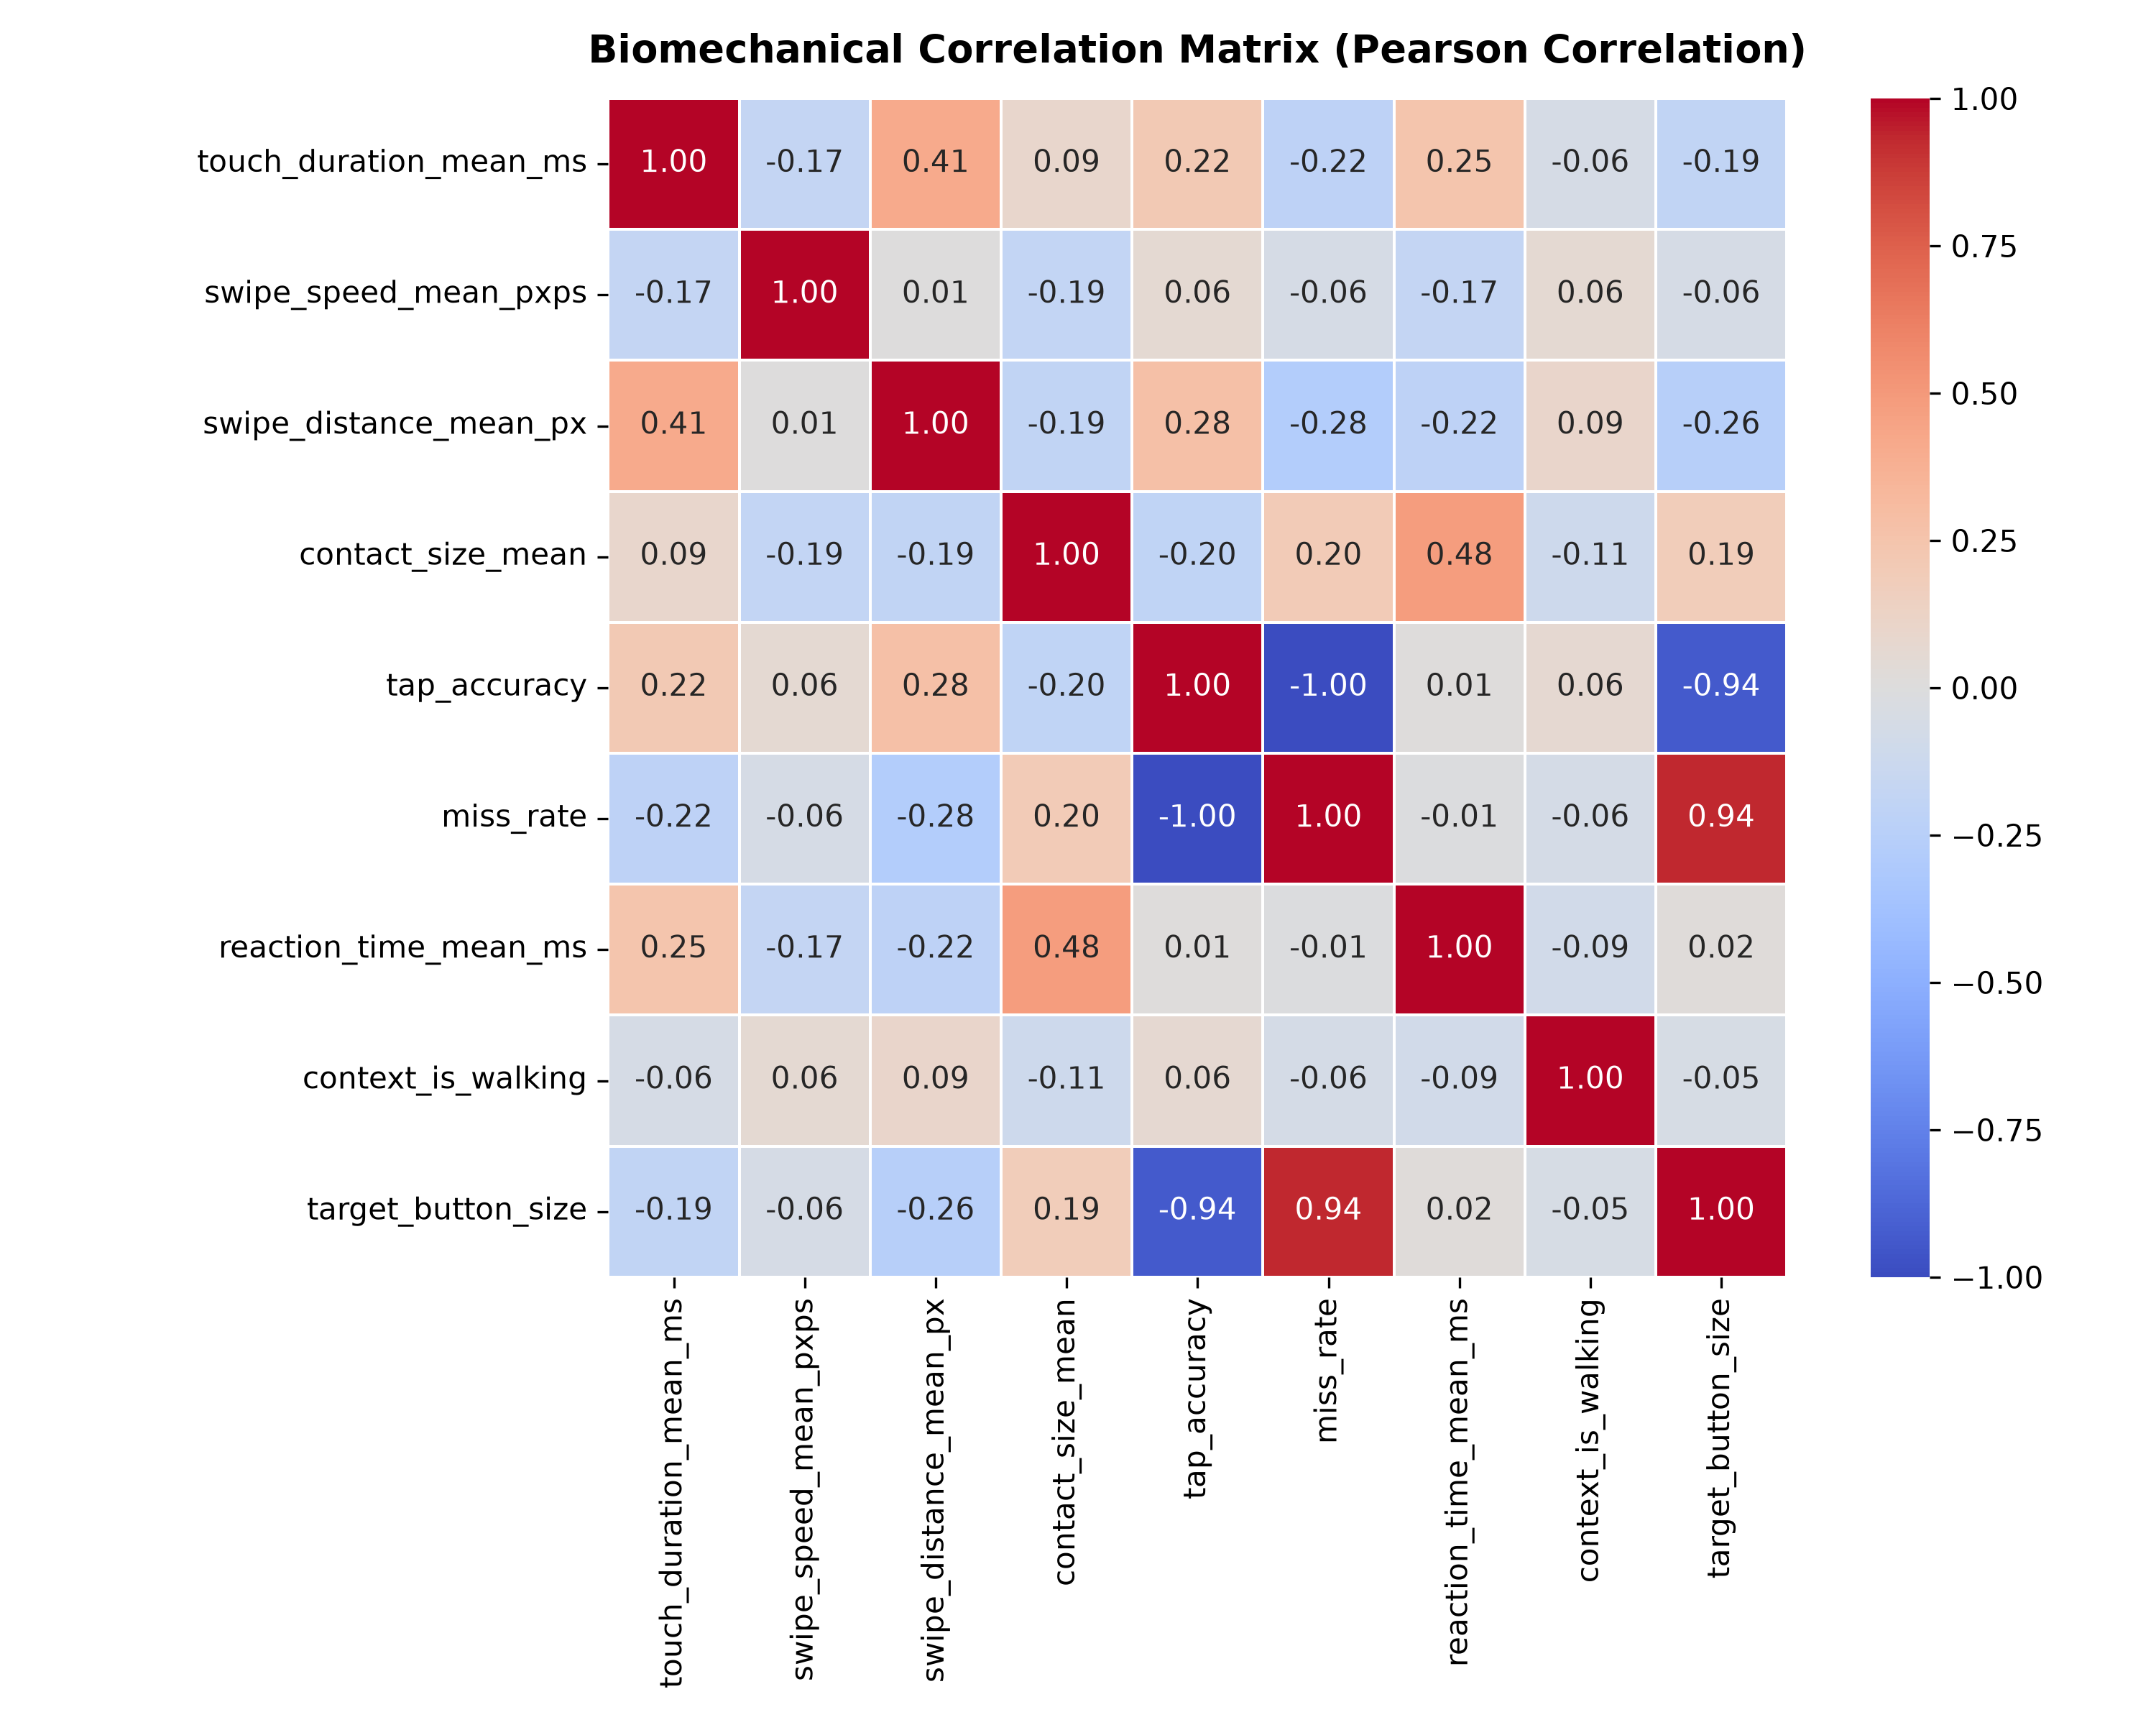 Biomechanical Correlation Matrix (Pearson Correlation)
touch_duration_mean_ms 1.00 -0.17 0.41 0.09 0.22 -0.22 0.25 -0.06 -0.19
swipe_speed_mean_pxps -0.17 1.00 0.01 -0.19 0.06 -0.06 -0.17 0.06 -0.06
swipe_distance_mean_px 0.41 0.01 1.00 -0.19 0.28 -0.28 -0.22 0.09 -0.26
contact_size_mean 0.09 -0.19 -0.19 1.00 -0.20 0.20 0.48 -0.11 0.19
tap_accuracy 0.22 0.06 0.28 -0.20 1.00 -1.00 0.01 0.06 -0.94
miss_rate -0.22 -0.06 -0.28 0.20 -1.00 1.00 -0.01 -0.06 0.94
reaction_time_mean_ms 0.25 -0.17 -0.22 0.48 0.01 -0.01 1.00 -0.09 0.02
context_is_walking -0.06 0.06 0.09 -0.11 0.06 -0.06 -0.09 1.00 -0.05
target_button_size -0.19 -0.06 -0.26 0.19 -0.94 0.94 0.02 -0.05 1.00
touch_duration_mean_ms
swipe_speed_mean_pxps
swipe_distance_mean_px
contact_size_mean
tap_accuracy
miss_rate
reaction_time_mean_ms
context_is_walking
target_button_size
1.00
0.75
0.50
0.25
0.00
−0.25
−0.50
−0.75
−1.00